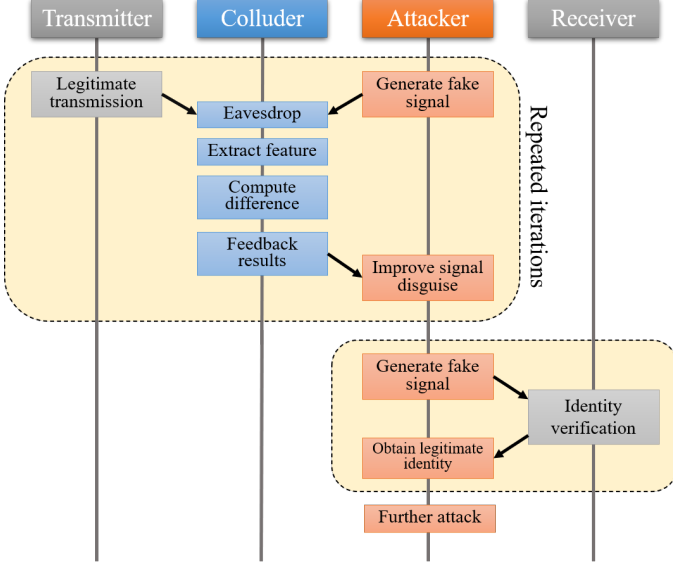 Transmitter
Colluder
Attacker
Receiver
Legitimate
transmission
Generate fake
signal
Eavesdrop
Extract feature
Compute
difference
Feedback
results
Improve signal
disguise
Repeated iterations
Generate fake
signal
Identity
verification
Obtain legitimate
identity
Further attack